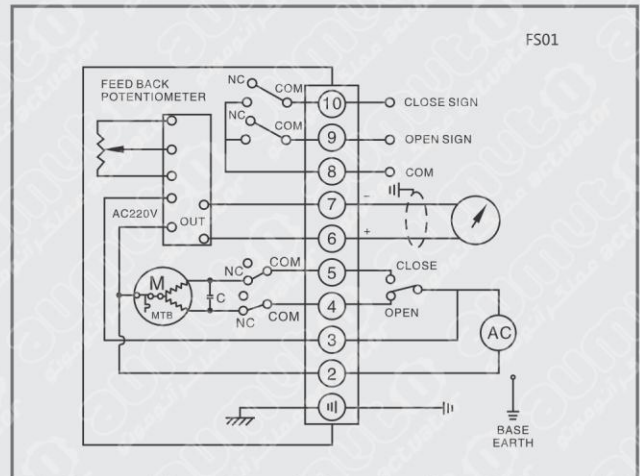 FS01
FEED BACK
POTENTIOMETER
NC
COM
10
CLOSE SIGN
NC
COM
9
OPEN SIGN
8
COM
7
−
AC220V
OUT
6
+
NC
COM
5
CLOSE
M
MTB
C
NC
COM
4
OPEN
3
AC
2
BASE
EARTH